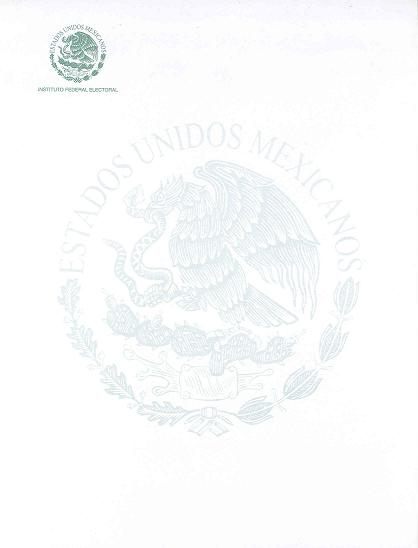 ESTADOS UNIDOS MEXICANOS
INSTITUTO FEDERAL ELECTORAL
ESTADOS UNIDOS MEXICANOS